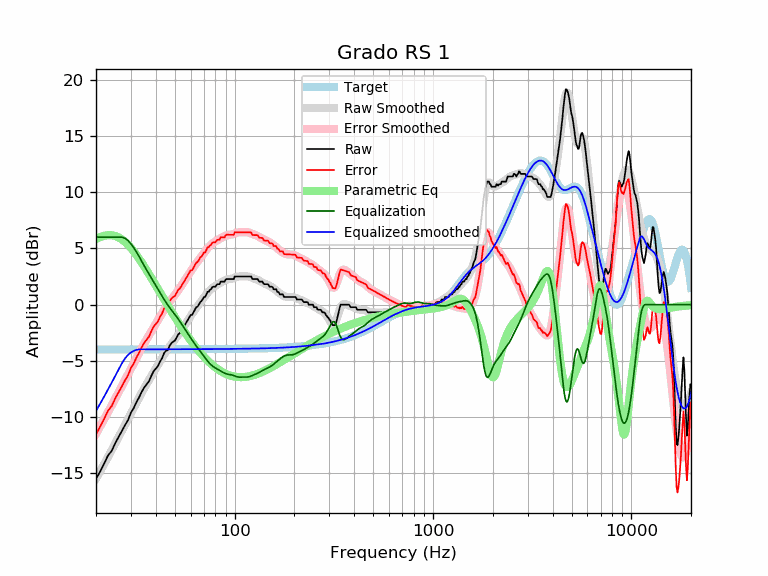 Grado RS 1
20
15
10
5
0
−5
−10
−15
Amplitude (dBr)
Target
Raw Smoothed
Error Smoothed
Raw
Error
Parametric Eq
Equalization
Equalized smoothed
100
1000
10000
Frequency (Hz)